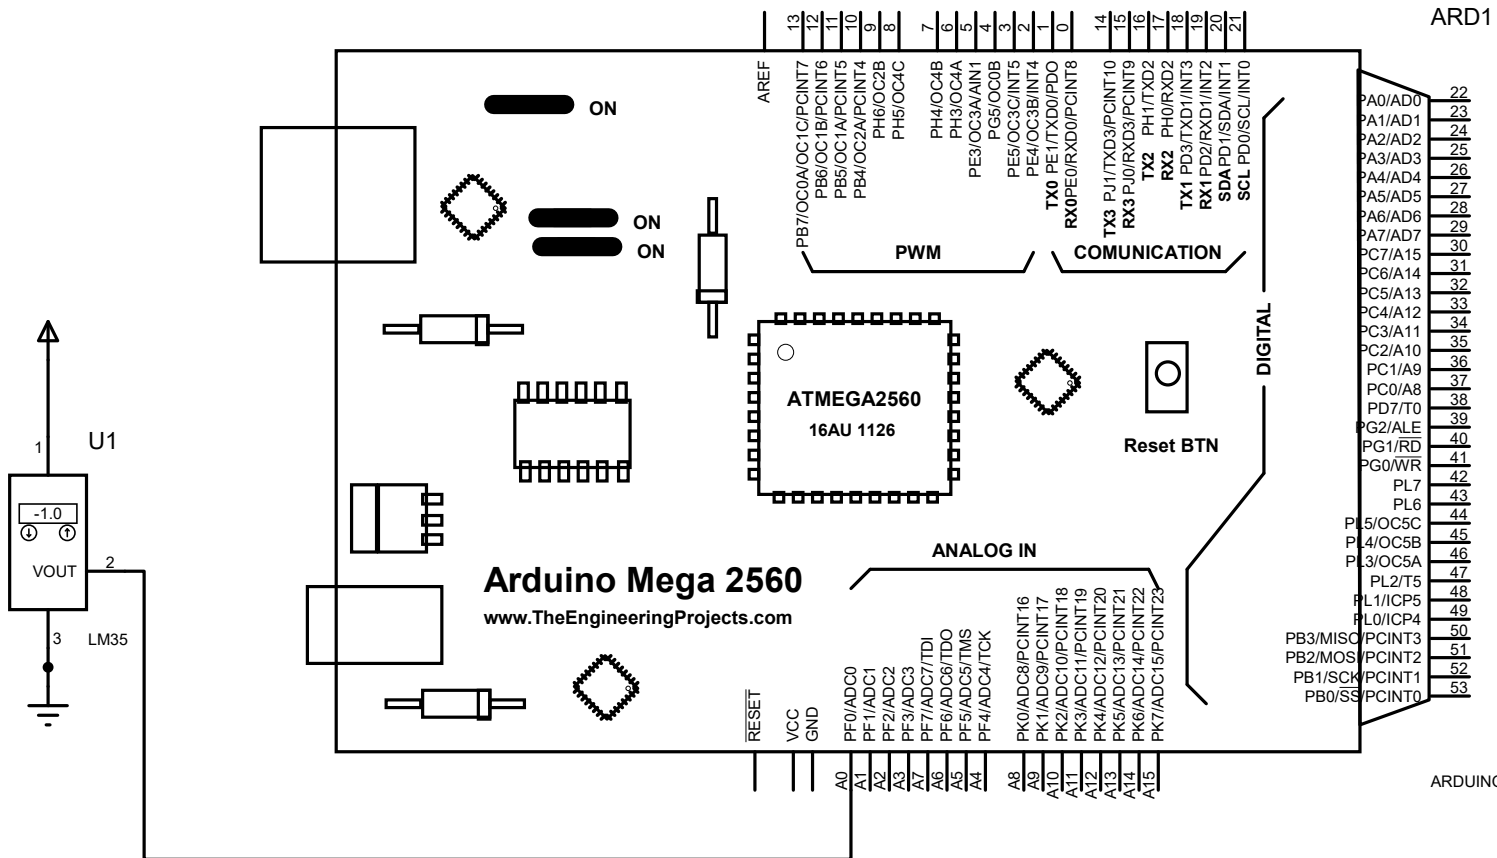 ARD1
AREF
13
12
11
10
9
8
7
6
5
4
3
2
1
0
14
15
16
17
18
19
20
21
PB7/OC0A/OC1C/PCINT7
PB6/OC1B/PCINT6
PB5/OC1A/PCINT5
PB4/OC2A/PCINT4
PH6/OC2B
PH5/OC4C
PH4/OC4B
PH3/OC4A
PE3/OC3A/AIN1
PG5/OC0B
PE5/OC3C/INT5
PE4/OC3B/INT4
TX0 PE1/TXD0/PDO
RX0PE0/RXD0/PCINT8
TX3 PJ1/TXD3/PCINT10
RX3 PJ0/RXD3/PCINT9
TX2 PH1/TXD2
RX2 PH0/RXD2
TX1 PD3/TXD1/INT3
RX1 PD2/RXD1/INT2
SDAPD1/SDA/INT1
SCL PD0/SCL/INT0
ON
ON
ON
PWM
COMUNICATION
DIGITAL
PA0/AD0 22
PA1/AD1 23
PA2/AD2 24
PA3/AD3 25
PA4/AD4 26
PA5/AD5 27
PA6/AD6 28
PA7/AD7 29
PC7/A15 30
PC6/A14 31
PC5/A13 32
PC4/A12 33
PC3/A11 34
PC2/A10 35
PC1/A9 36
PC0/A8 37
PD7/T0 38
PG2/ALE 39
PG1/RD 40
PG0/WR 41
PL7 42
PL6 43
PL5/OC5C 44
PL4/OC5B 45
PL3/OC5A 46
PL2/T5 47
PL1/ICP5 48
PL0/ICP4 49
PB3/MISO/PCINT3 50
PB2/MOSI/PCINT2 51
PB1/SCK/PCINT1 52
PB0/SS/PCINT0 53
ATMEGA2560
16AU 1126
Reset BTN
1
U1
-1.0
VOUT
2
3
LM35
Arduino Mega 2560
www.TheEngineeringProjects.com
ANALOG IN
RESET
VCC
GND
PF0/ADC0
PF1/ADC1
PF2/ADC2
PF3/ADC3
PF7/ADC7/TDI
PF6/ADC6/TDO
PF5/ADC5/TMS
PF4/ADC4/TCK
PK0/ADC8/PCINT16
PK1/ADC9/PCINT17
PK2/ADC10/PCINT18
PK3/ADC11/PCINT19
PK4/ADC12/PCINT20
PK5/ADC13/PCINT21
PK6/ADC14/PCINT22
PK7/ADC15/PCINT23
A0
A1
A2
A3
A7
A6
A5
A4
A8
A9
A10
A11
A12
A13
A14
A15
ARDUINO